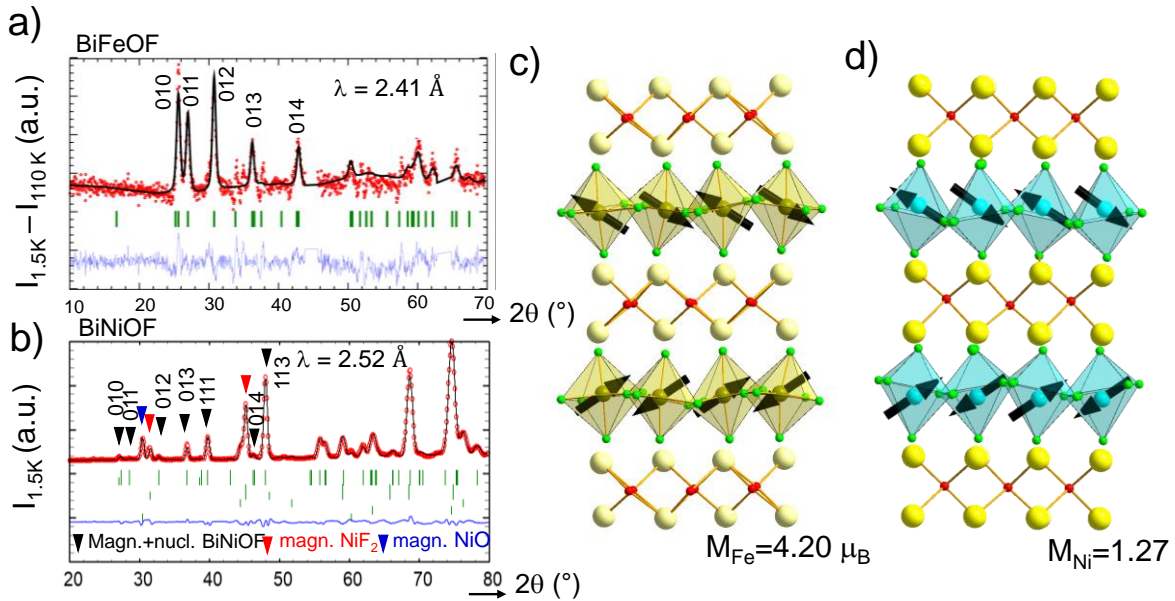 a)
BiFeOF
I1.5K – I110 K (a.u.)
010
011
012
013
014
λ = 2.41 Å
10 20 30 40 50 60 70
2θ (°)
b)
BiNiOF
I1.5K (a.u.)
λ = 2.52 Å
010
011
012
013
111
014
113
Magn.+nucl. BiNiOF
magn. NiF2
magn. NiO
20 30 40 50 60 70 80
2θ (°)
c)
MFe=4.20 μB
d)
MNi=1.27